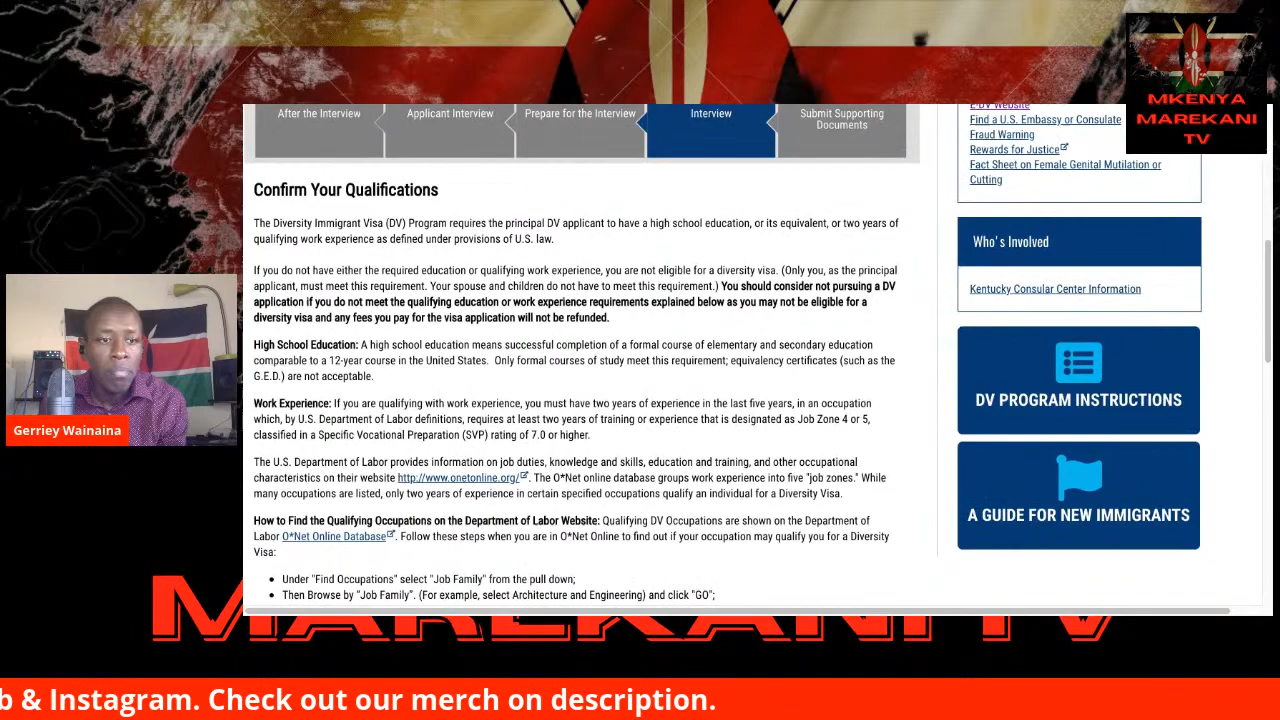 After the Interview
Applicant Interview
Prepare for the Interview
Interview
Submit Supporting
Documents
Confirm Your Qualifications
The Diversity Immigrant Visa (DV) Program requires the principal DV applicant to have a high school education, or its equivalent, or two years of
qualifying work experience as defined under provisions of U.S. law.
If you do not have either the required education or qualifying work experience, you are not eligible for a diversity visa. (Only you, as the principal
applicant, must meet this requirement. Your spouse and children do not have to meet this requirement.) You should consider not pursuing a DV
application if you do not meet the qualifying education or work experience requirements explained below as you may not be eligible for a
diversity visa and any fees you pay for the visa application will not be refunded.
High School Education: A high school education means successful completion of a formal course of elementary and secondary education
comparable to a 12-year course in the United States. Only formal courses of study meet this requirement; equivalency certificates (such as the
G.E.D.) are not acceptable.
Work Experience: If you are qualifying with work experience, you must have two years of experience in the last five years, in an occupation
which, by U.S. Department of Labor definitions, requires at least two years of training or experience that is designated as Job Zone 4 or 5,
classified in a Specific Vocational Preparation (SVP) rating of 7.0 or higher.
The U.S. Department of Labor provides information on job duties, knowledge and skills, education and training, and other occupational
characteristics on their website http://www.onetonline.org/. The O*Net online database groups work experience into five "job zones." While
many occupations are listed, only two years of experience in certain specified occupations qualify an individual for a Diversity Visa.
How to Find the Qualifying Occupations on the Department of Labor Website: Qualifying DV Occupations are shown on the Department of
Labor O*Net Online Database. Follow these steps when you are in O*Net Online to find out if your occupation may qualify you for a Diversity
Visa:
• Under "Find Occupations" select "Job Family" from the pull down;
• Then Browse by “Job Family”. (For example, select Architecture and Engineering) and click "GO";
E-DV Website
Find a U.S. Embassy or Consulate
Fraud Warning
Rewards for Justice
Fact Sheet on Female Genital Mutilation or
Cutting
Who's Involved
Kentucky Consular Center Information
DV PROGRAM INSTRUCTIONS
A GUIDE FOR NEW IMMIGRANTS
MKENYA
MAREKANI
TV
Gerriey Wainaina
MAREKANI TV
b & Instagram. Check out our merch on description.